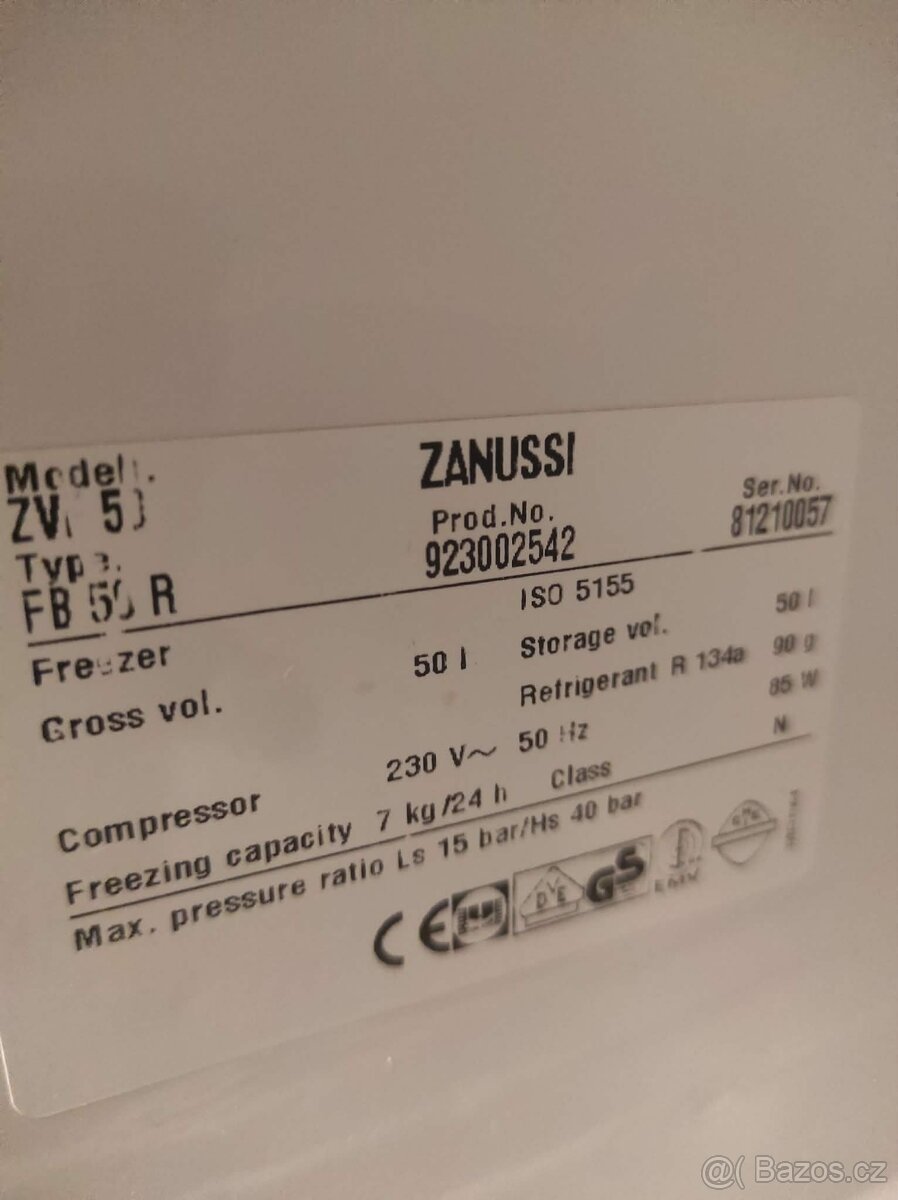 Model
ZANUSSI
Prod.No.
Ser.No.
923002542
81210057
Type.
FB R
ISO 5155
Freezer
Gross vol.
50 l
Storage vol.
50 l
Refrigerant R 134a
90 g
Compressor
230 V~
50 Hz
85 W
Freezing capacity
7 kg/24 h
Class
N
Max. pressure ratio Ls 15 bar/Hs 40 bar
CE
DVE
GS
@( Bazos.cz